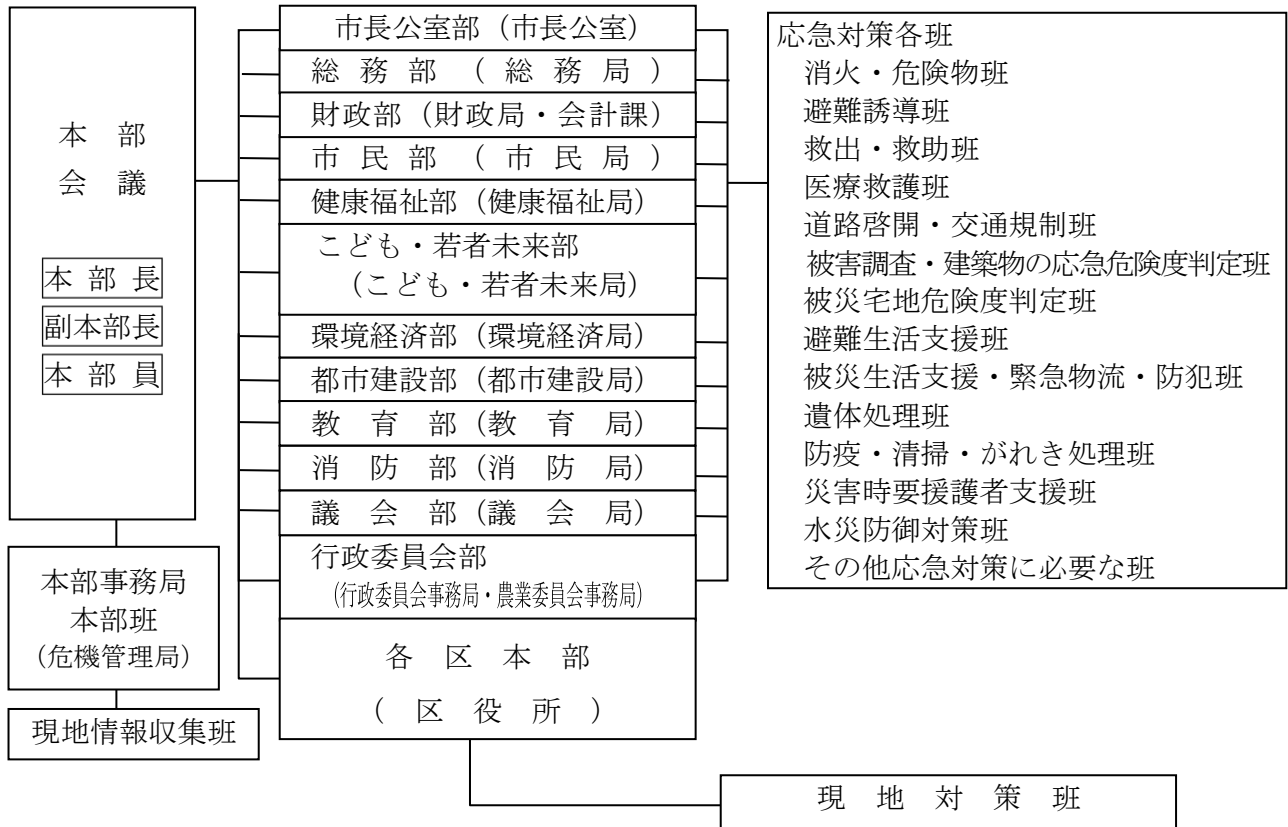 本部
会議
本部長
副本部長
本部員
本部事務局
本部班
(危機管理局)
現地情報収集班
市長公室部（市長公室）
総務部（総務局）
財政部（財政局・会計課）
市民部（市民局）
健康福祉部（健康福祉局）
こども・若者未来部
（こども・若者未来局）
環境経済部（環境経済局）
都市建設部（都市建設局）
教育部（教育局）
消防部（消防局）
議会部（議会局）
行政委員会部
(行政委員会事務局・農業委員会事務局)
各区本部
（区役所）
応急対策各班
消火・危険物班
避難誘導班
救出・救助班
医療救護班
道路啓開・交通規制班
被害調査・建築物の応急危険度判定班
被災宅地危険度判定班
避難生活支援班
被災生活支援・緊急物流・防犯班
遺体処理班
防疫・清掃・がれき処理班
災害時要援護者支援班
水災防御対策班
その他応急対策に必要な班
現地対策班